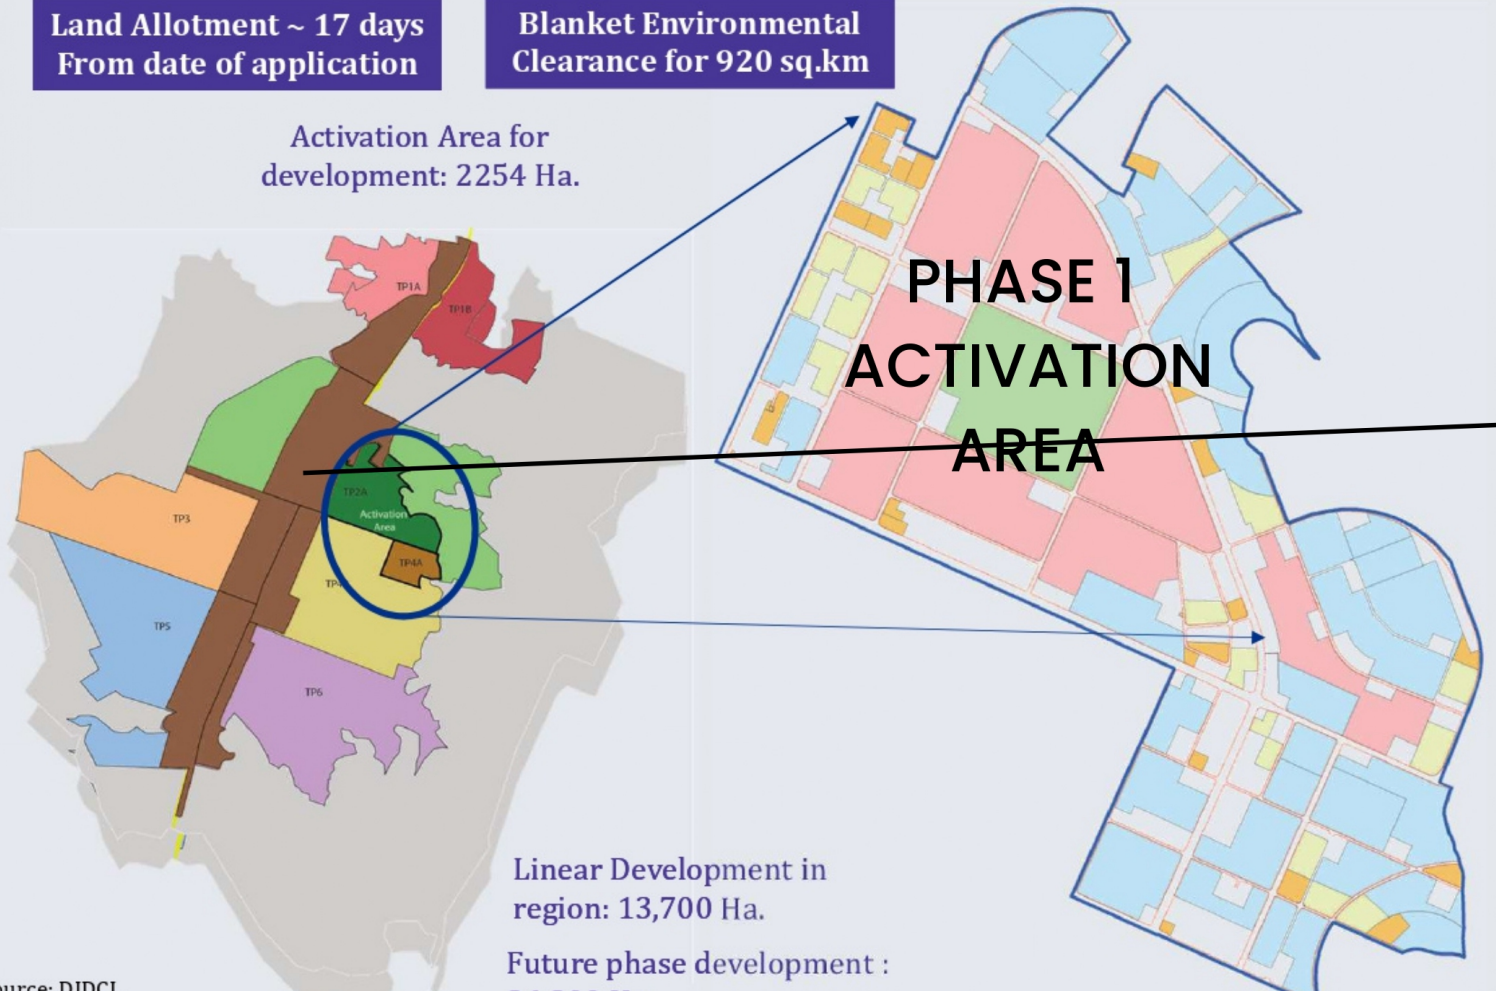 Land Allotment ~ 17 days
From date of application
Blanket Environmental
Clearance for 920 sq.km
Activation Area for
development: 2254 Ha.
TP1A
TP1B
PHASE 1
ACTIVATION
AREA
TP2A
Activation
Area
TP3
TP4A
TP5
TP6
Linear Development in
region: 13,700 Ha.
Future phase development :